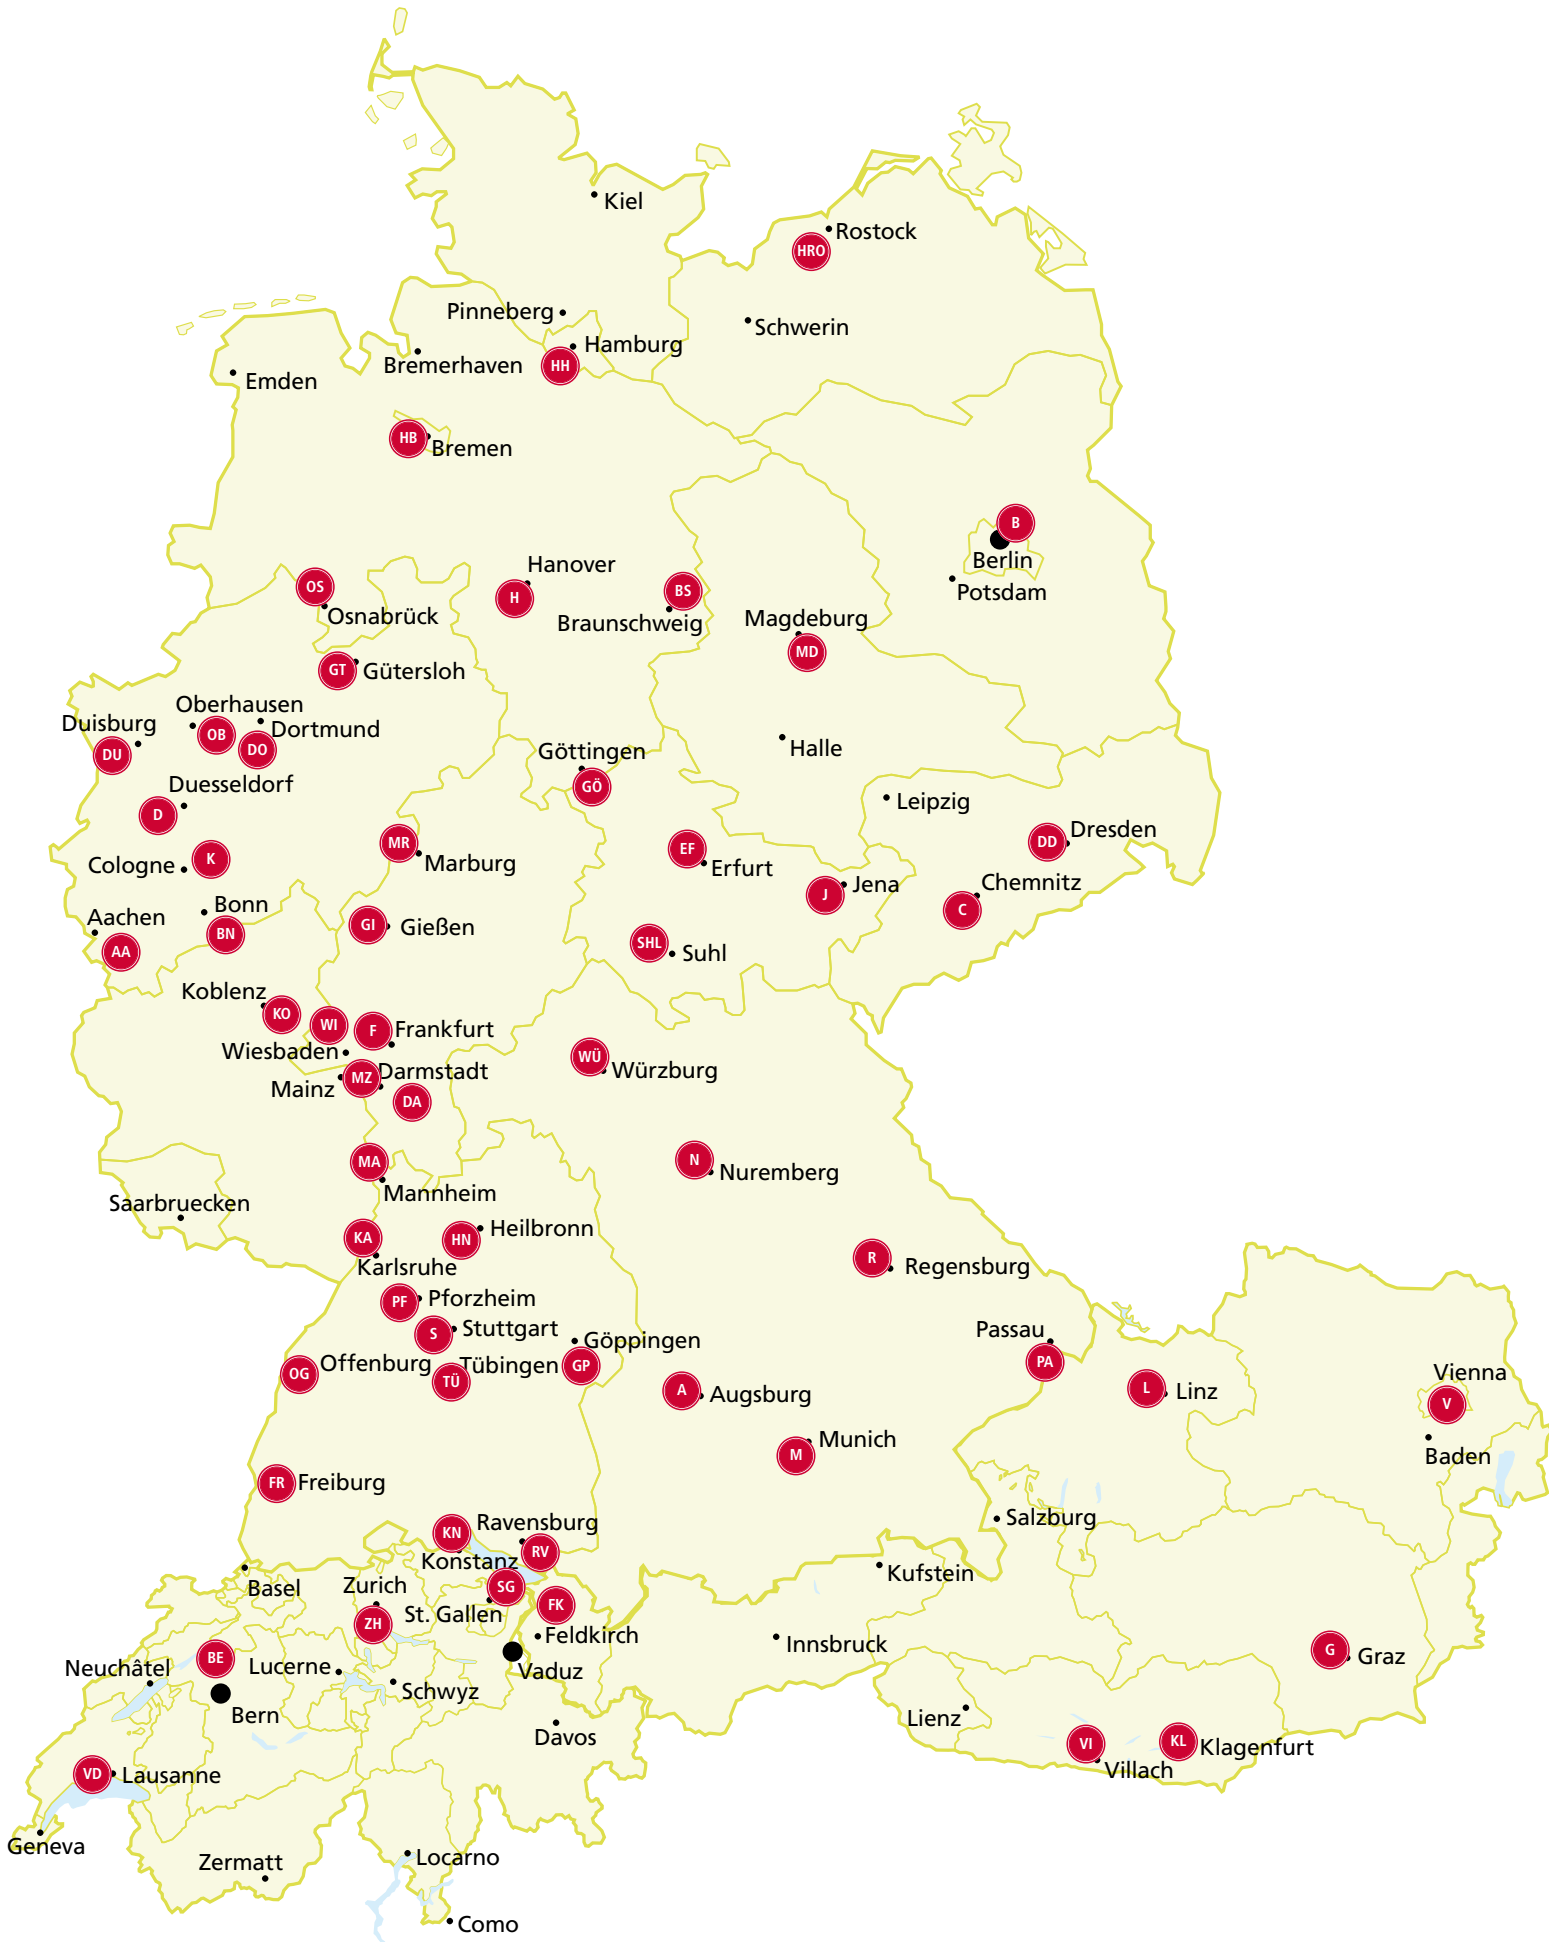 Kiel
Rostock
HRO
Pinneberg
Schwerin
Hamburg
Bremerhaven
HH
Emden
HB
Bremen
B
Berlin
Hanover
OS
H
BS
Potsdam
Osnabrück
Braunschweig
Magdeburg
MD
GT
Gütersloh
Oberhausen
Duisburg
OB
Dortmund
DO
DU
Halle
Göttingen
Duesseldorf
GÖ
D
Leipzig
Dresden
DD
MR
EF
K
Cologne
Marburg
Erfurt
Jena
J
Chemnitz
C
Bonn
Aachen
BN
GI
Gießen
AA
SHL
Suhl
Koblenz
KO
WI
F
Frankfurt
Wiesbaden
WÜ
Würzburg
MZ
Darmstadt
Mainz
DA
MA
N
Nuremberg
Mannheim
Saarbruecken
KA
HN
Heilbronn
Karlsruhe
R
Regensburg
PF
Pforzheim
S
Stuttgart
Göppingen
Passau
OG
Offenburg
TÜ
Tübingen
GP
PA
A
Augsburg
L
Linz
Vienna
V
Munich
M
Baden
FR
Freiburg
Ravensburg
KN
Salzburg
Konstanz
RV
Kufstein
Basel
Zurich
SG
St. Gallen
FK
ZH
Feldkirch
Innsbruck
G
Graz
BE
Neuchâtel
Lucerne
Vaduz
Schwyz
Bern
Lienz
Davos
VI
KL
Klagenfurt
VD
Lausanne
Villach
Geneva
Zermatt
Locarno
Como